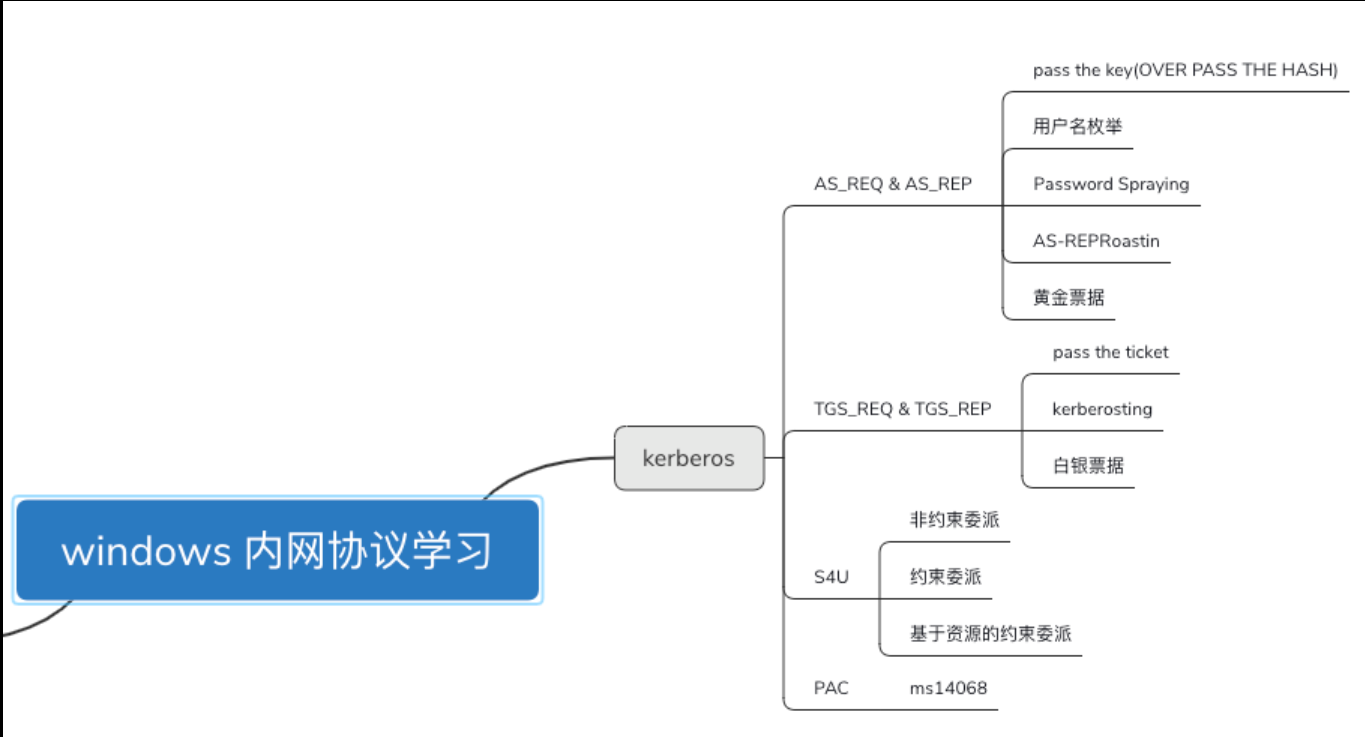 windows 内网协议学习
kerberos
AS_REQ & AS_REP
pass the key(OVER PASS THE HASH)
用户名枚举
Password Spraying
AS-REPRoastin
黄金票据
TGS_REQ & TGS_REP
pass the ticket
kerberosting
白银票据
S4U
非约束委派
约束委派
基于资源的约束委派
PAC
ms14068